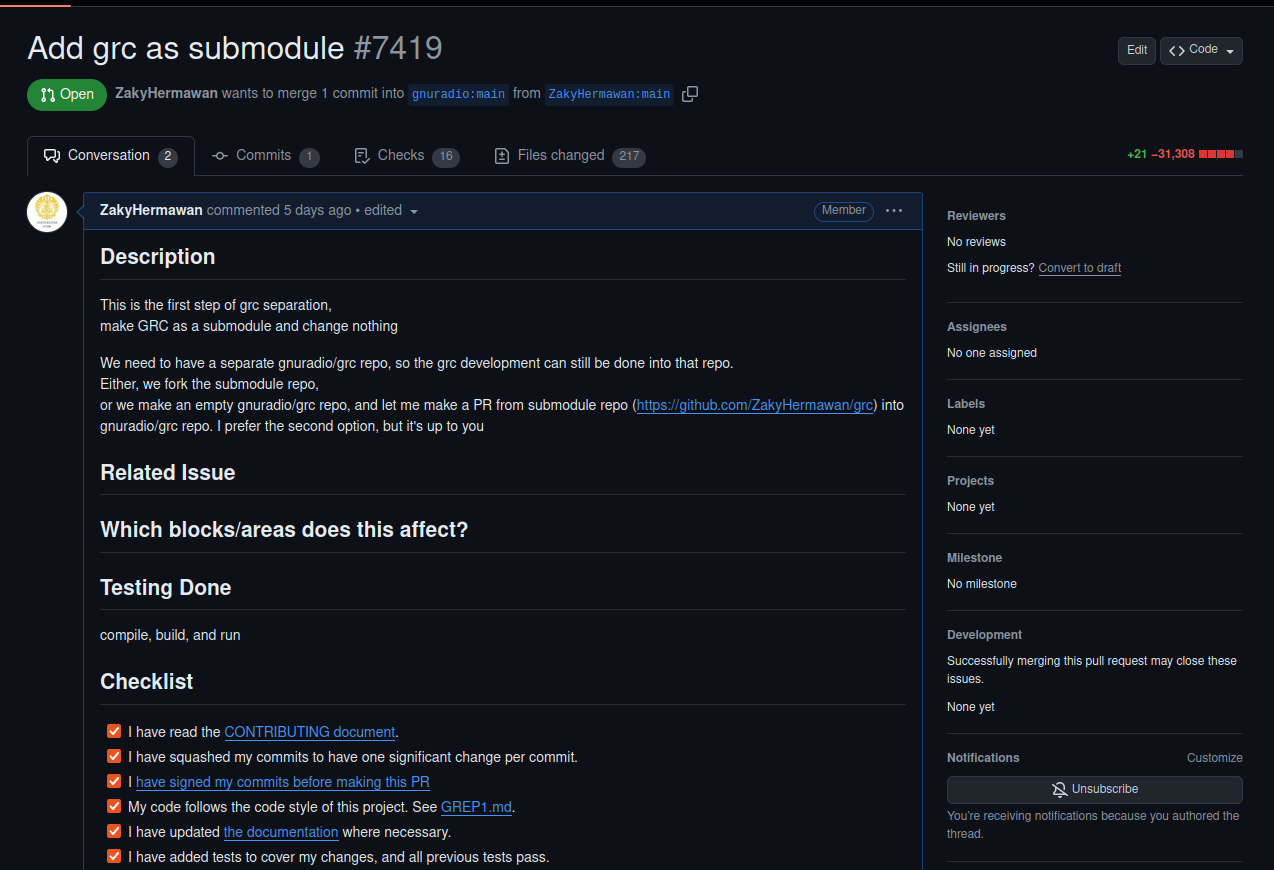 Add grc as submodule #7419
Edit
Code
Open
ZakyHermawan wants to merge 1 commit into gnuradio:main from ZakyHermawan:main
Conversation 2
Commits 1
Checks 16
Files changed 217
+21 −31,308
ZakyHermawan commented 5 days ago • edited
Member
Description
This is the first step of grc separation,
make GRC as a submodule and change nothing
We need to have a separate gnuradio/grc repo, so the grc development can still be done into that repo.
Either, we fork the submodule repo,
or we make an empty gnuradio/grc repo, and let me make a PR from submodule repo (https://github.com/ZakyHermawan/grc) into
gnuradio/grc repo. I prefer the second option, but it's up to you
Related Issue
Which blocks/areas does this affect?
Testing Done
compile, build, and run
Checklist
I have read the CONTRIBUTING document.
I have squashed my commits to have one significant change per commit.
I have signed my commits before making this PR
My code follows the code style of this project. See GREP1.md.
I have updated the documentation where necessary.
I have added tests to cover my changes, and all previous tests pass.
Reviewers
No reviews
Still in progress? Convert to draft
Assignees
No one assigned
Labels
None yet
Projects
None yet
Milestone
No milestone
Development
Successfully merging this pull request may close these
issues.
None yet
Notifications
Customize
Unsubscribe
You're receiving notifications because you authored the
thread.